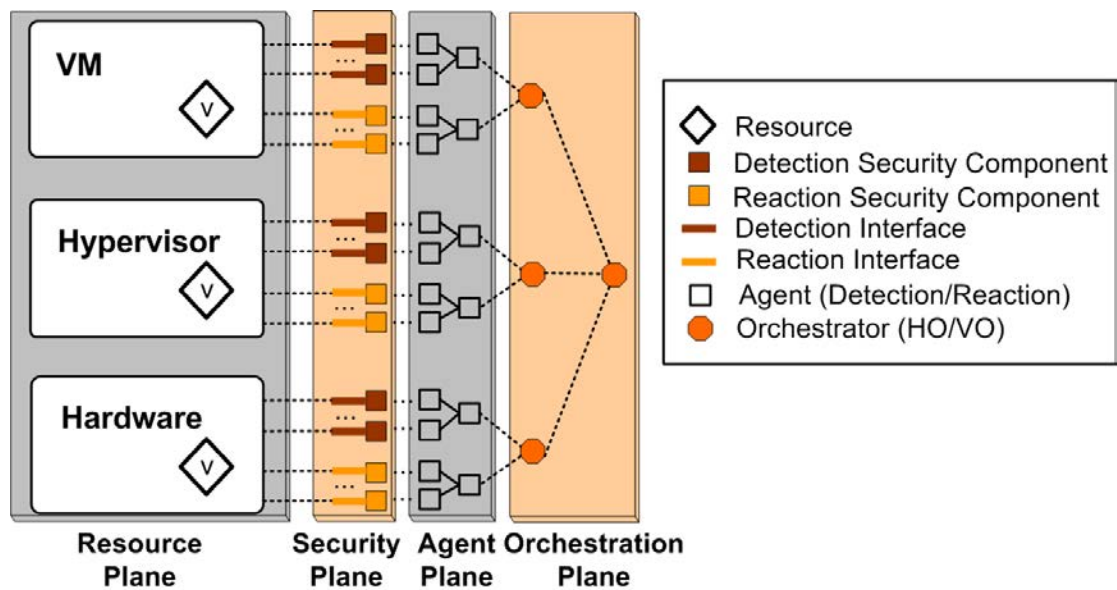 VM
V
...
...
Hypervisor
V
...
...
Hardware
V
...
...
Resource
Plane
Security
Plane
Agent
Plane
Orchestration
Plane
Resource
Detection Security Component
Reaction Security Component
Detection Interface
Reaction Interface
Agent (Detection/Reaction)
Orchestrator (HO/VO)